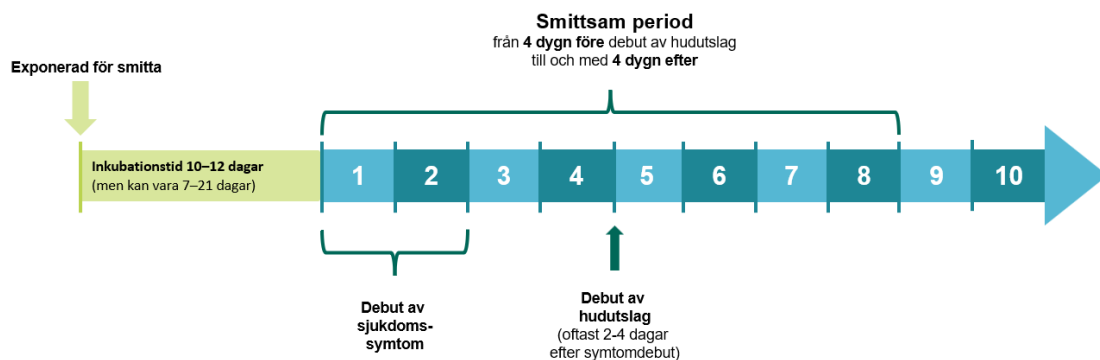 Smittsam period
från 4 dygn före debut av hudutslag
till och med 4 dygn efter
Exponerad för smitta
Inkubationstid 10–12 dagar
(men kan vara 7–21 dagar)
1 2 3 4 5 6 7 8 9 10
Debut av
sjukdoms-
symtom
Debut av
hudutslag
(oftast 2-4 dagar
efter symtomdebut)